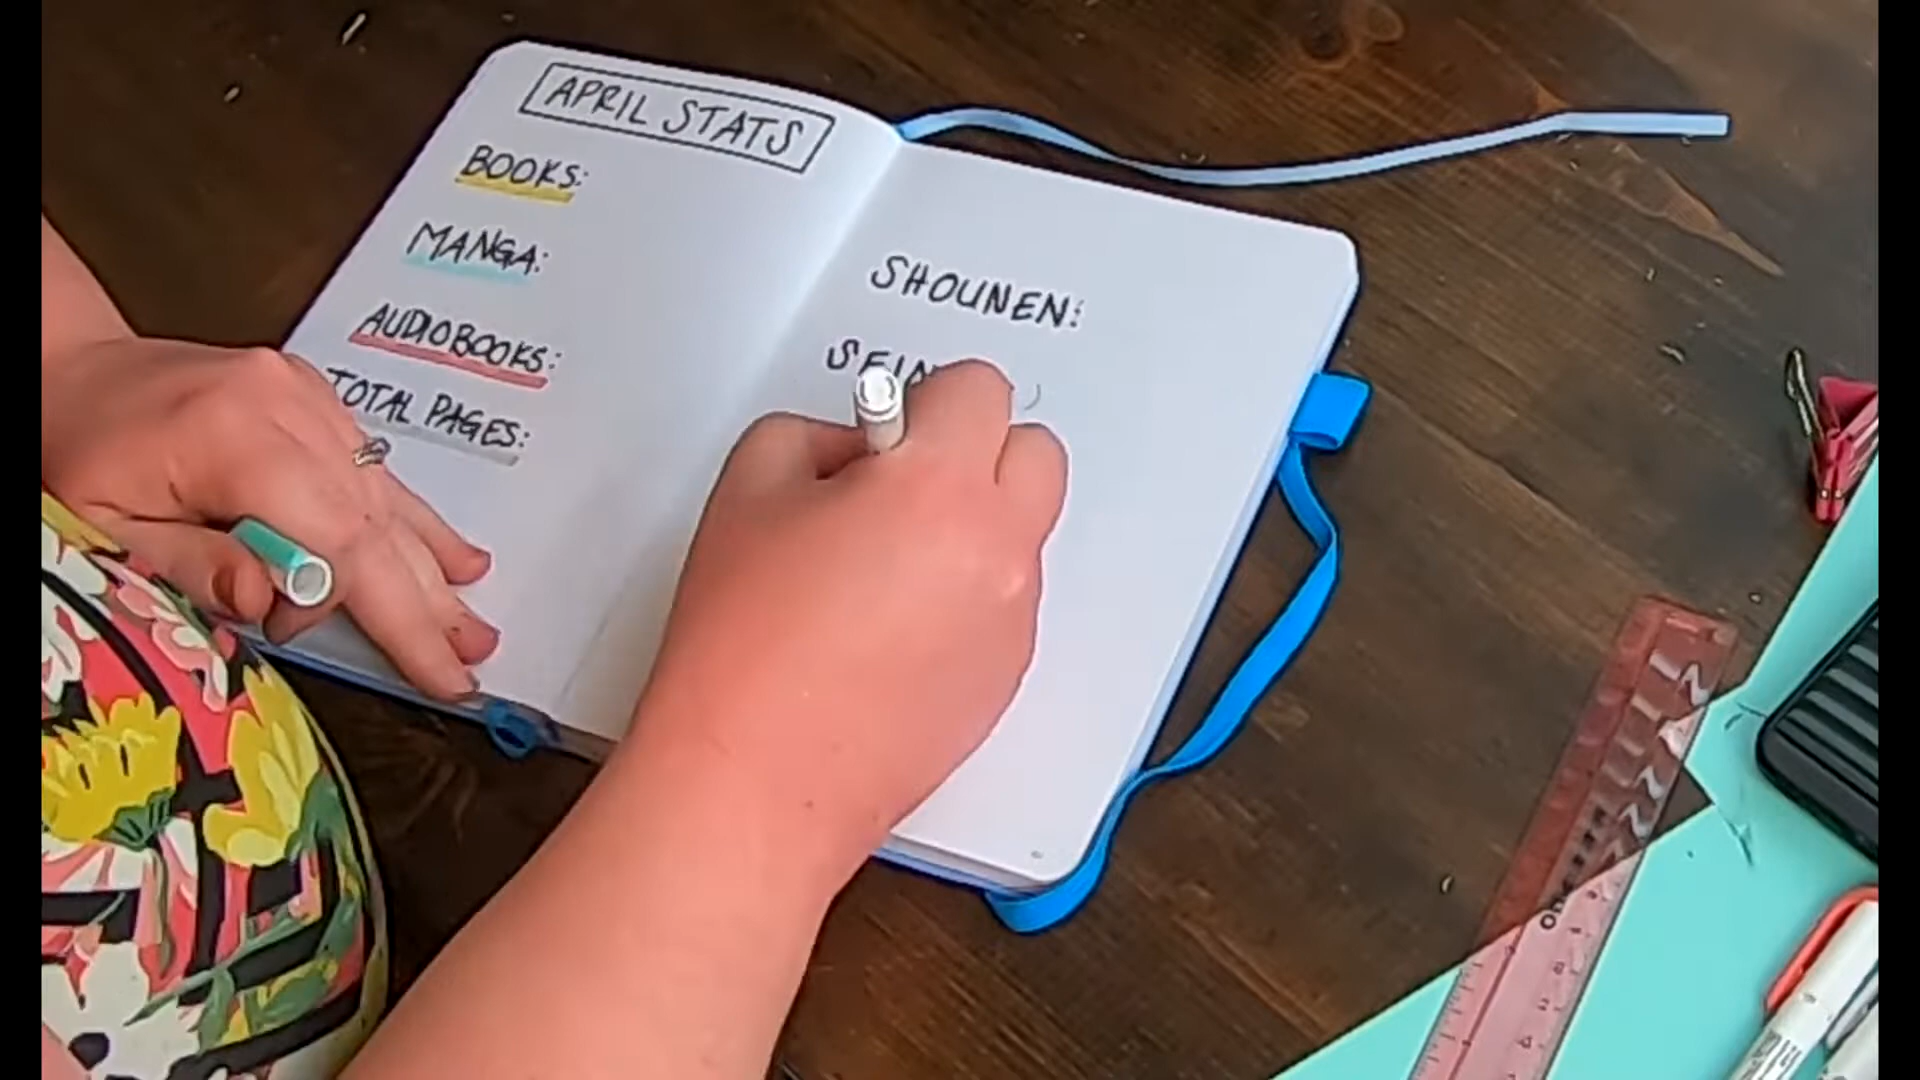 APRIL STATS
BOOKS:
MANGA:
AUDIOBOOKS:
TOTAL PAGES:
SHOUNEN: